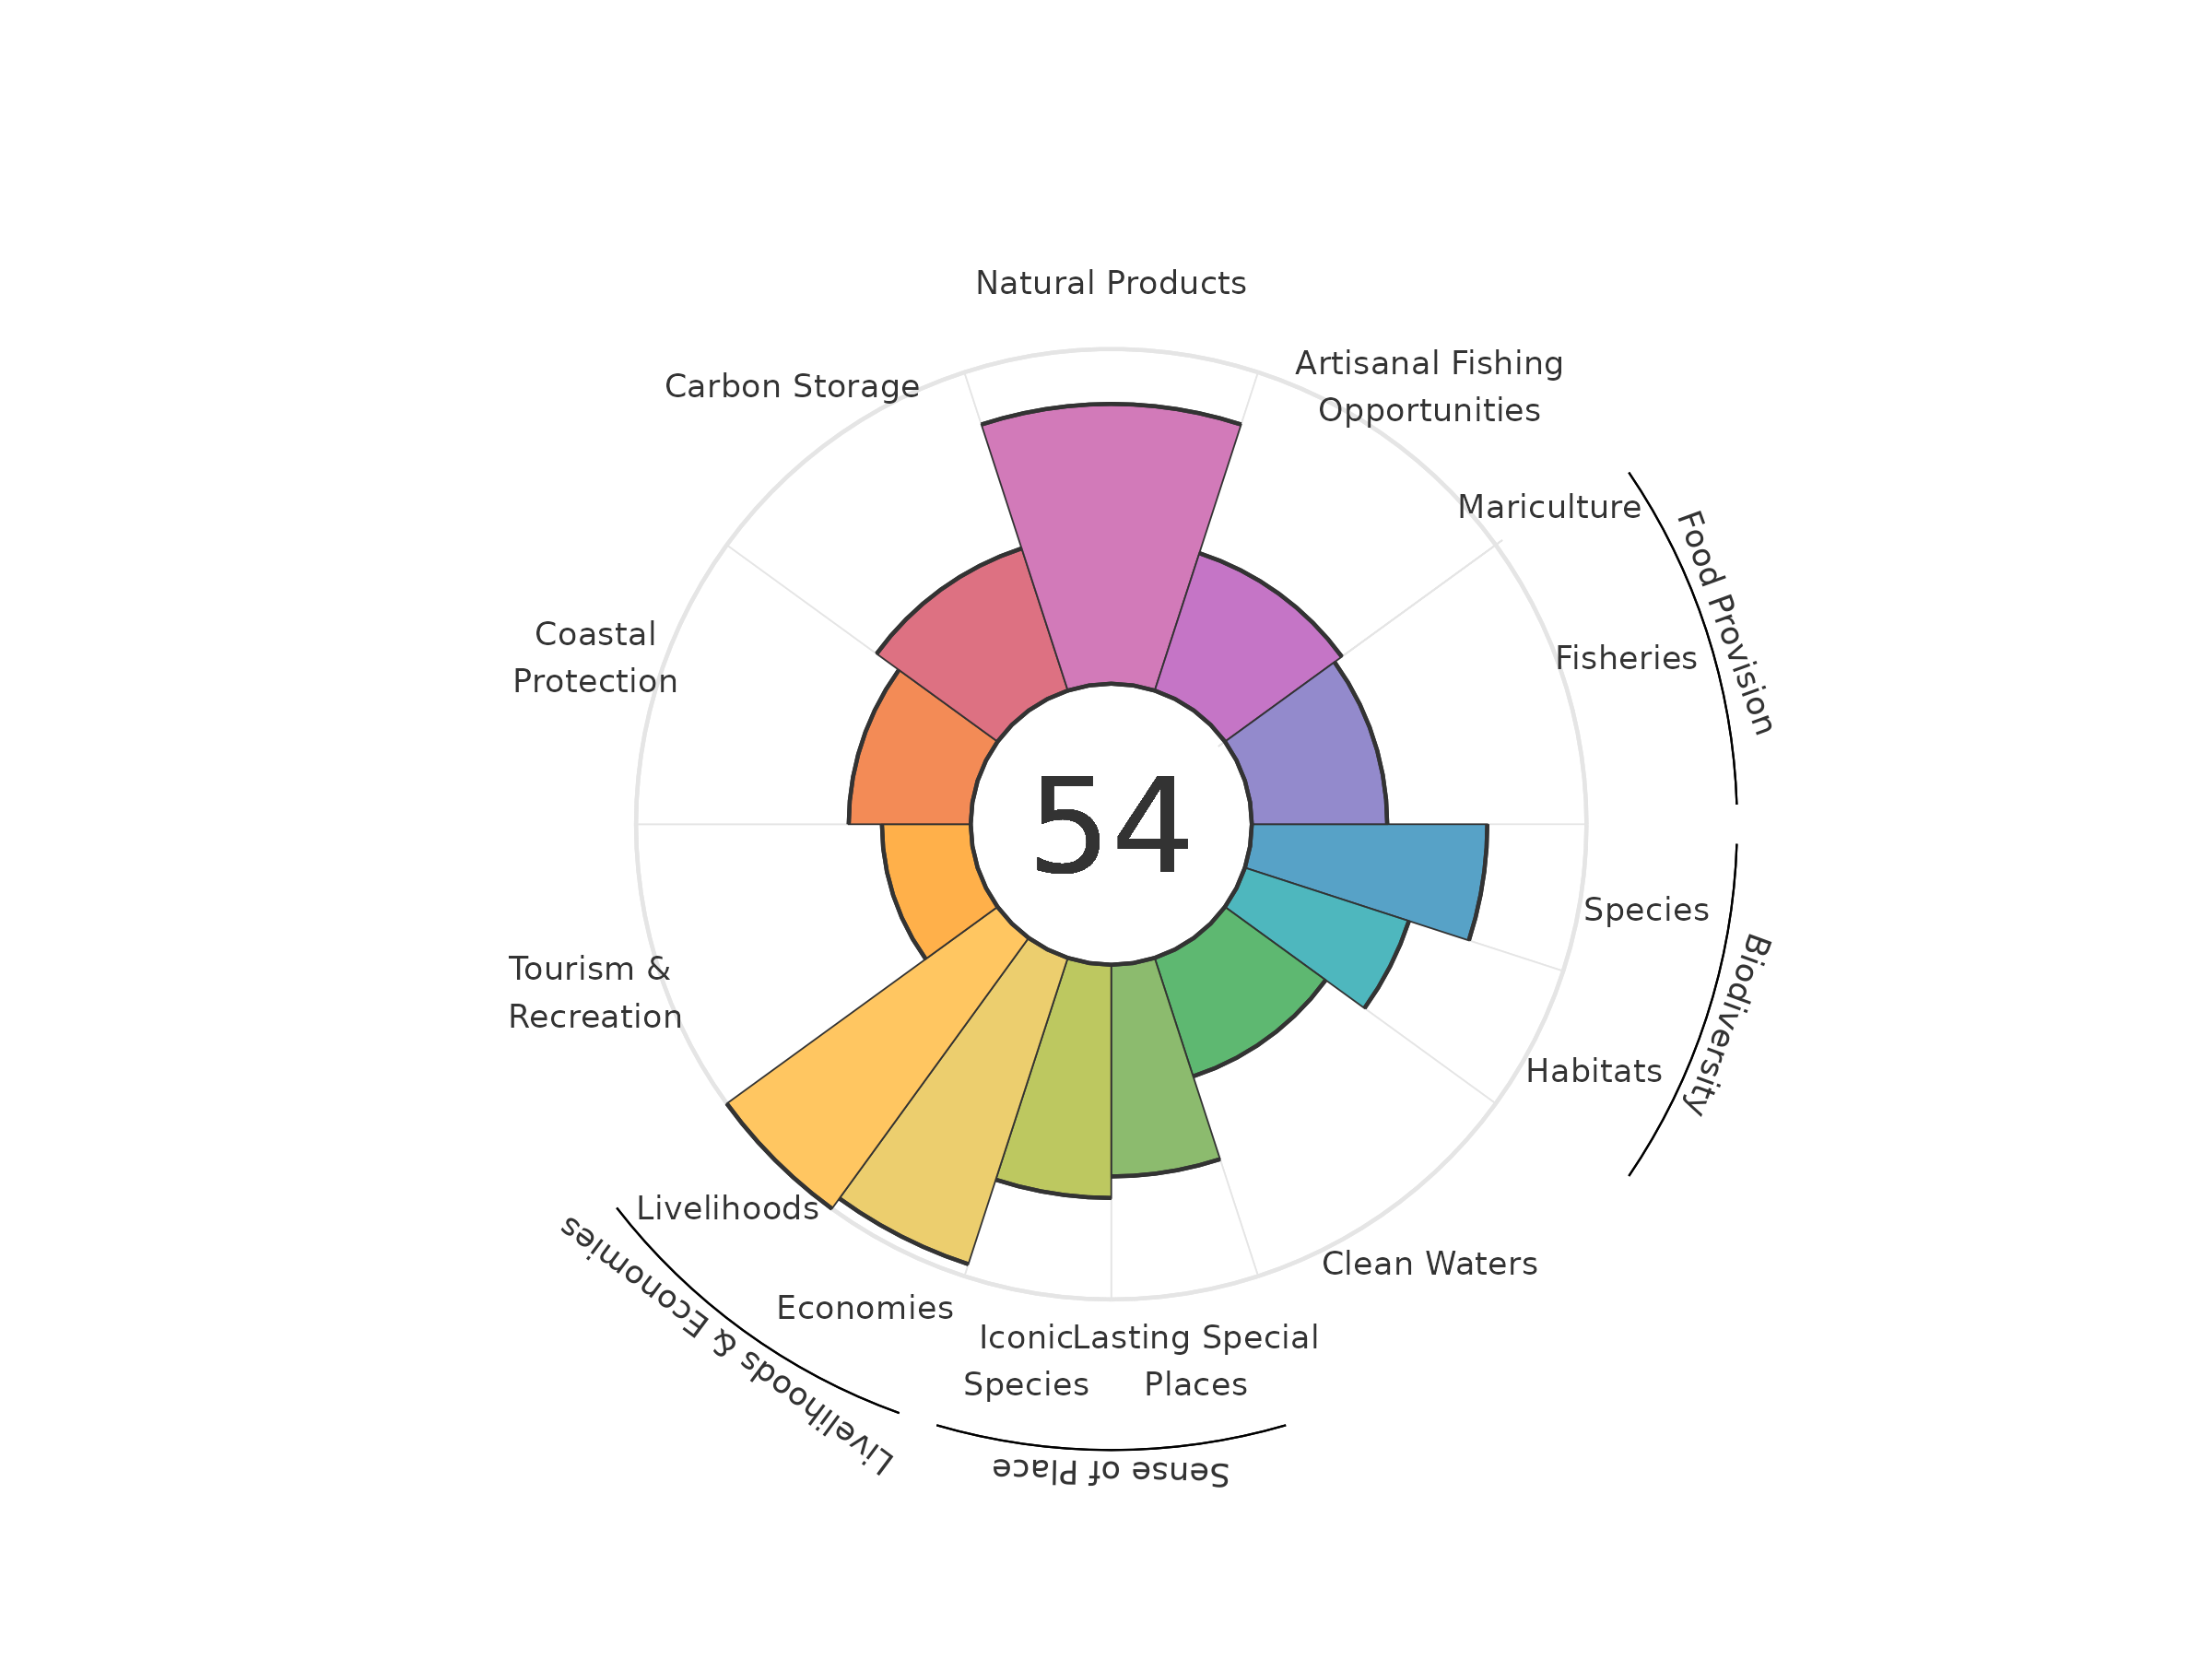 Natural Products
Artisanal Fishing
Opportunities
Carbon Storage
Mariculture
Food Provision
Coastal
Protection
Fisheries
54
Species
Biodiversity
Tourism &
Recreation
Habitats
Livelihoods
Clean Waters
Economies
Livelihoods & Economies
Iconic
Species
Lasting Special
Places
Sense of Place